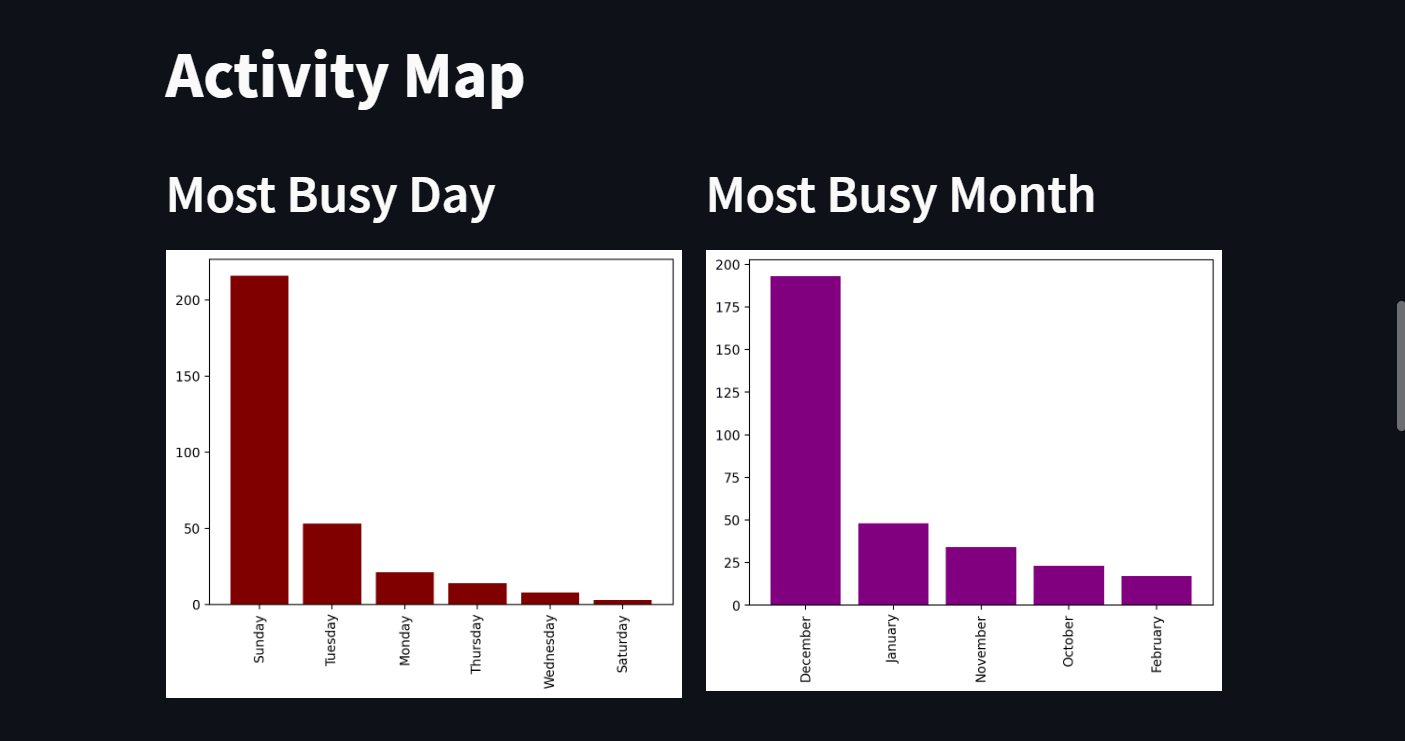 Activity Map
Most Busy Day
200
150
100
50
0
Sunday
Tuesday
Monday
Thursday
Wednesday
Saturday
Most Busy Month
200
175
150
125
100
75
50
25
0
December
January
November
October
February